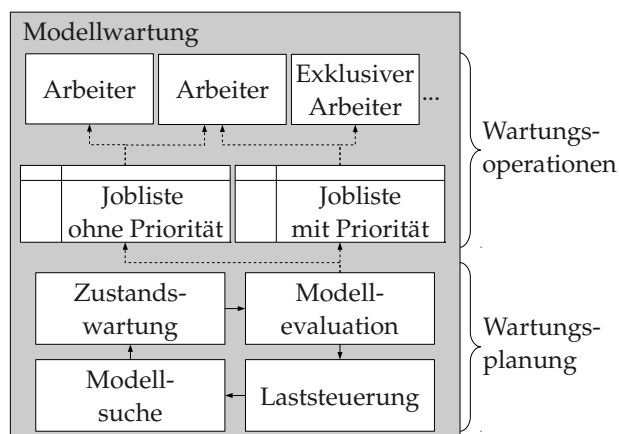 Modellwartung
Arbeiter
Arbeiter
Exklusiver
Arbeiter
...
Wartungs-
operationen
Jobliste
ohne Priorität
Jobliste
mit Priorität
Zustands-
wartung
Modell-
evaluation
Wartungs-
planung
Modell-
suche
Laststeuerung